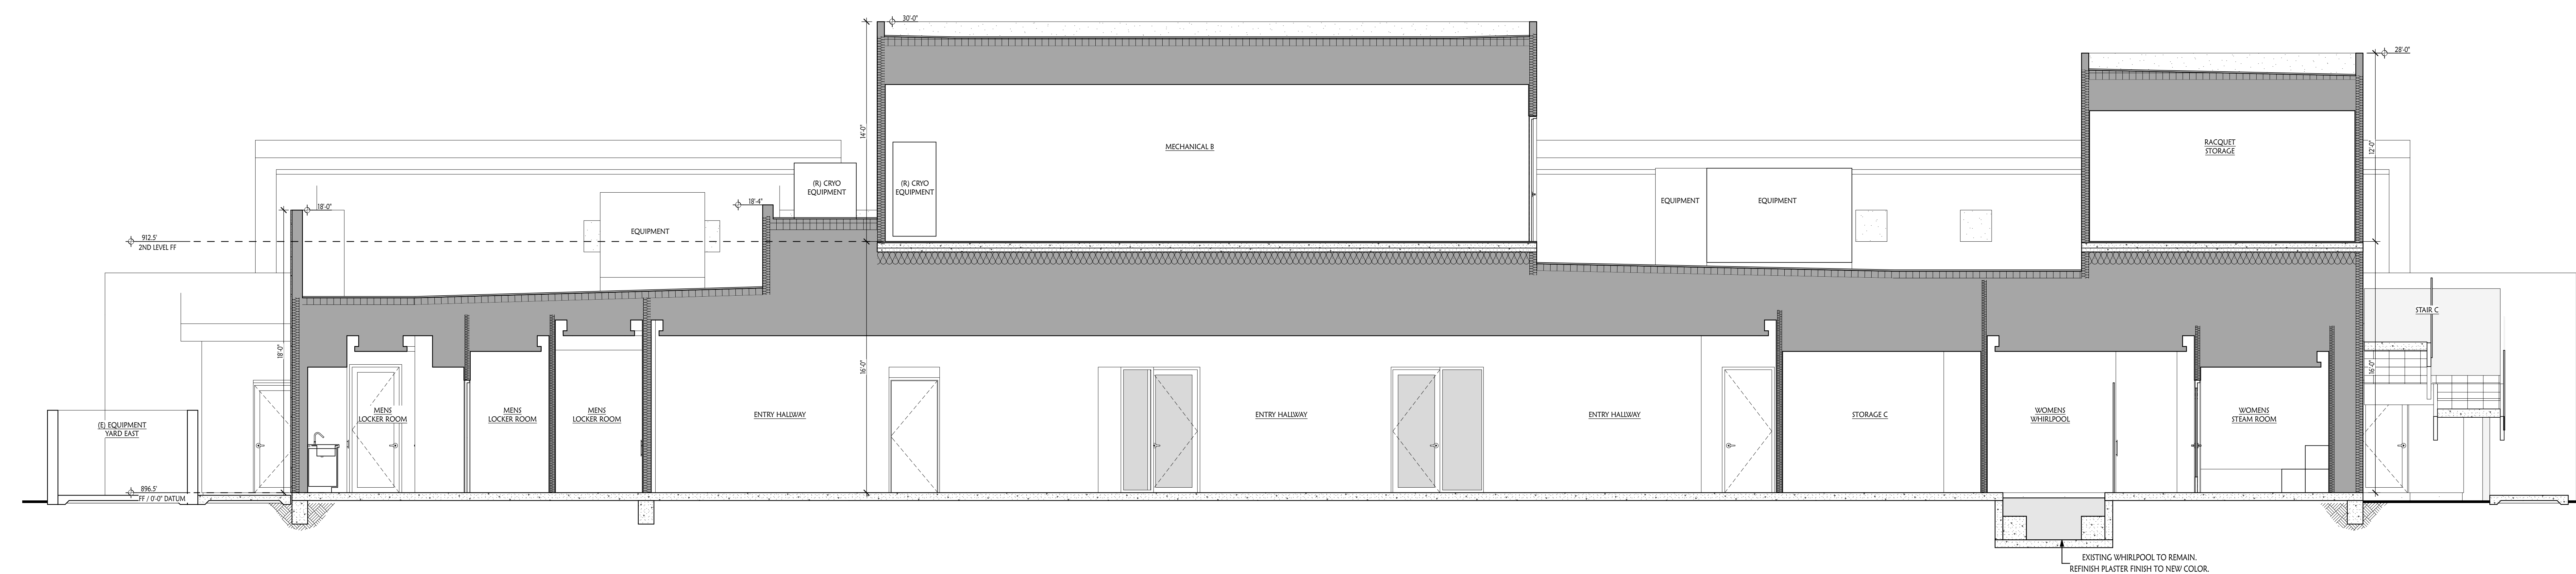 30'-0"
28'-0"
14'-0"
12'-0"
MECHANICAL B
RACQUET
STORAGE
(R) CRYO
EQUIPMENT
(R) CRYO
EQUIPMENT
EQUIPMENT
EQUIPMENT
18'-0"
18'-4"
EQUIPMENT
912.5'
2ND LEVEL FF
STAIR C
18'-0"
16'-0"
16'-0"
(E) EQUIPMENT
YARD EAST
MENS
LOCKER ROOM
MENS
LOCKER ROOM
MENS
LOCKER ROOM
ENTRY HALLWAY
ENTRY HALLWAY
ENTRY HALLWAY
STORAGE C
WOMENS
WHIRLPOOL
WOMENS
STEAM ROOM
896.5'
FF / 0'-0" DATUM
EXISTING WHIRLPOOL TO REMAIN.
REFINISH PLASTER FINISH TO NEW COLOR.